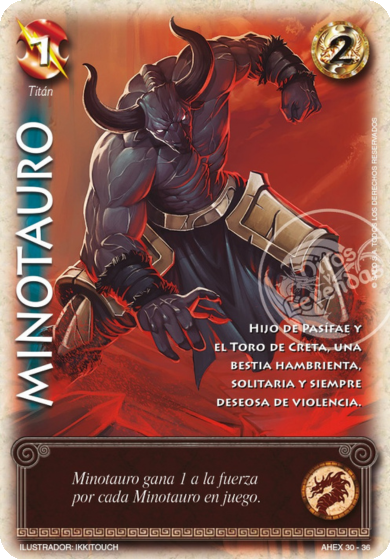 1
2
Titán
MINOTAURO
HIJO DE PASÍFAE Y
EL TORO DE CRETA, UNA
BESTIA HAMBRIENTA,
SOLITARIA Y SIEMPRE
DESEOSA DE VIOLENCIA.
Minotauro gana 1 a la fuerza
por cada Minotauro en juego.
ILUSTRADOR: IKKITOUCH
AHEX 30 - 36